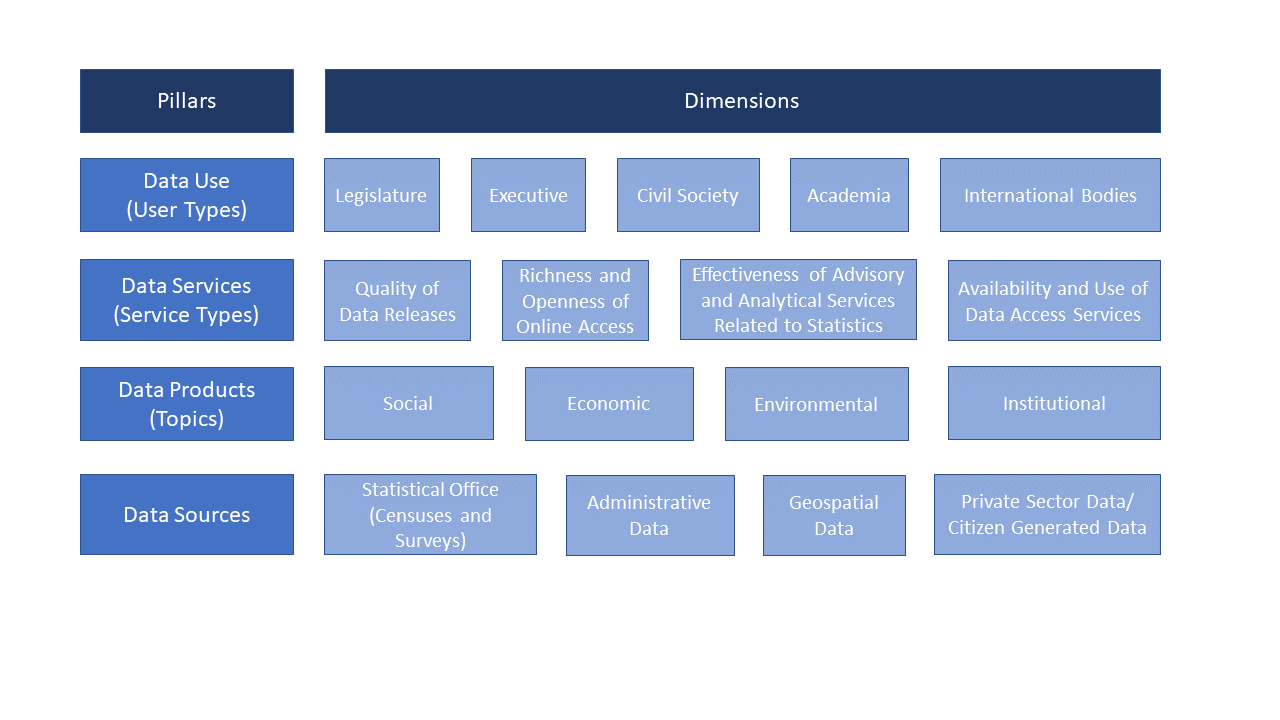 Pillars
Dimensions
Data Use
(User Types)
Legislature
Executive
Civil Society
Academia
International Bodies
Data Services
(Service Types)
Quality of
Data Releases
Richness and
Openness of
Online Access
Effectiveness of Advisory
and Analytical Services
Related to Statistics
Availability and Use of
Data Access Services
Data Products
(Topics)
Social
Economic
Environmental
Institutional
Data Sources
Statistical Office
(Censuses and
Surveys)
Administrative
Data
Geospatial
Data
Private Sector Data/
Citizen Generated Data